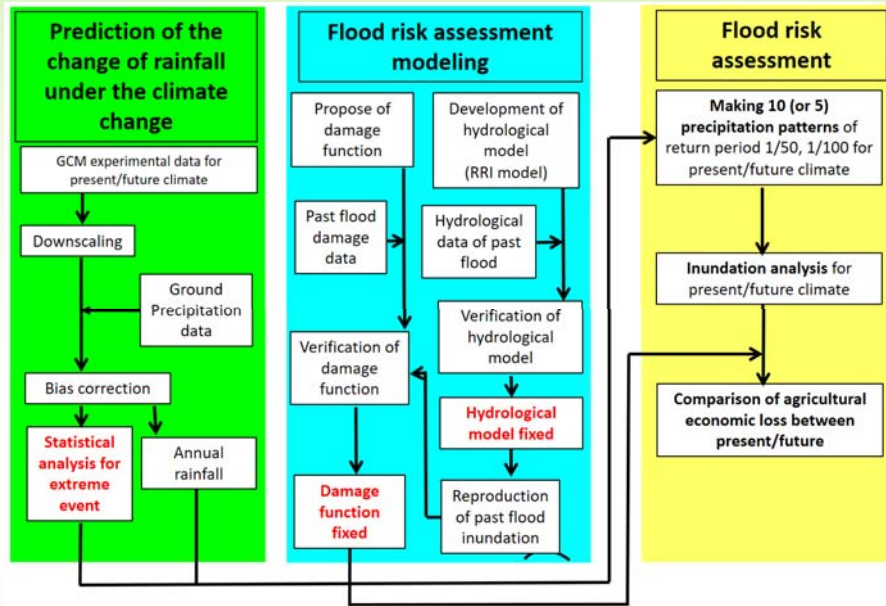 Prediction of the
change of rainfall
under the climate
change
GCM experimental data for
present/future climate
Downscaling
Ground
Precipitation
data
Bias correction
Statistical
analysis for
extreme
event
Annual
rainfall
Flood risk assessment
modeling
Propose of
damage
function
Development of
hydrological
model
(RRI model)
Past flood
damage
data
Hydrological
data of past
flood
Verification of
damage
function
Verification of
hydrological
model
Hydrological
model fixed
Damage
function
fixed
Reproduction
of past flood
inundation
Flood risk
assessment
Making 10 (or 5)
precipitation patterns of
return period 1/50, 1/100 for
present/future climate
Inundation analysis for
present/future climate
Comparison of agricultural
economic loss between
present/future